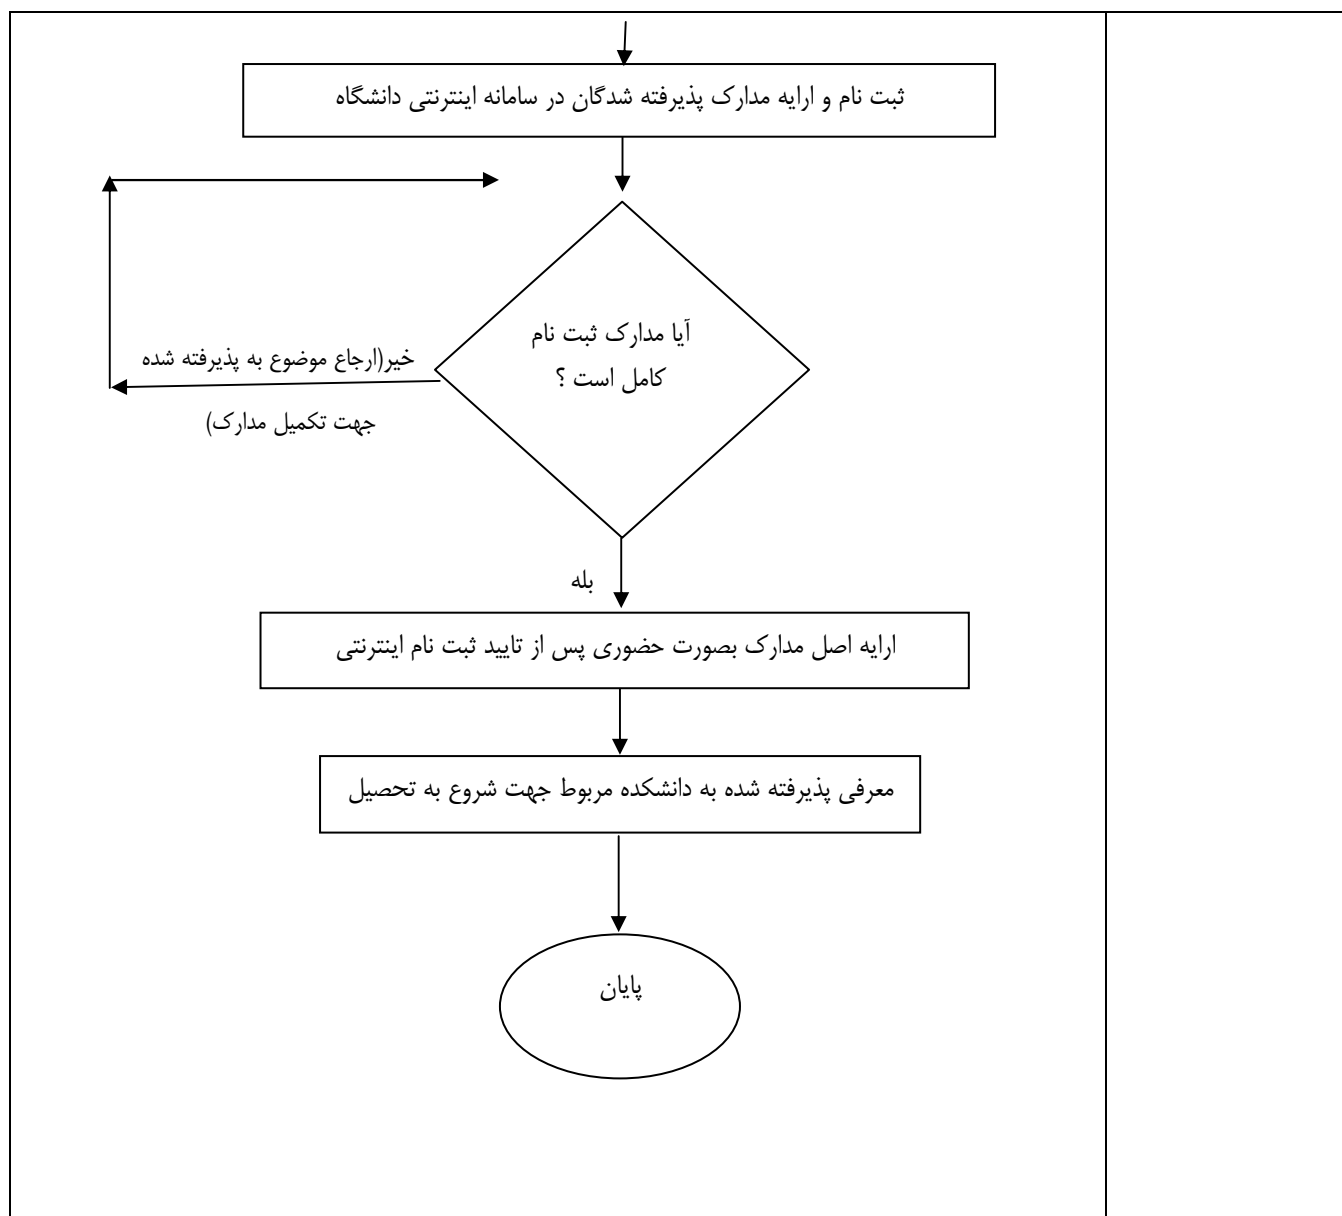 ثبت نام و ارایه مدارک پذیرفته شدگان در سامانه اینترنتی دانشگاه
آیا مدارک ثبت نام
کامل است ؟
خیر(ارجاع موضوع به پذیرفته شده
جهت تکمیل مدارک)
بله
ارایه اصل مدارک بصورت حضوری پس از تایید ثبت نام اینترنتی
معرفی پذیرفته شده به دانشکده مربوط جهت شروع به تحصیل
پایان